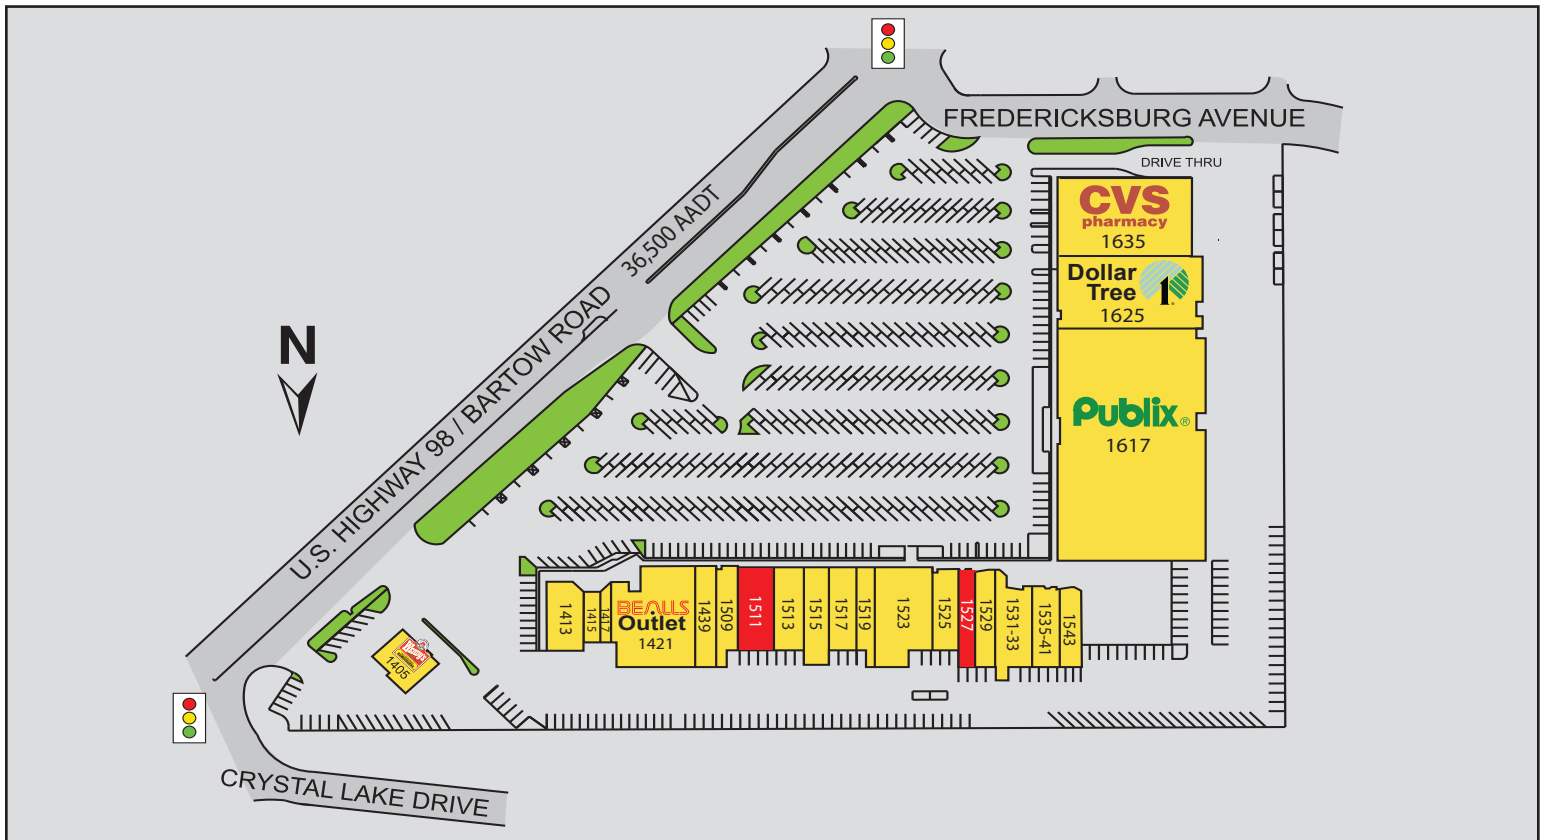 FREDERICKSBURG AVENUE
DRIVE THRU
CVS
pharmacy
1635
Dollar
Tree
1
1625
Publix®
1617
36,500 AADT
U.S. HIGHWAY 98 / BARTOW ROAD
N
1413
1415
1417
BEALLS
Outlet
1421
1439
1509
1511
1513
1515
1517
1519
1523
1525
1527
1529
1531-33
1535-41
1543
1405
CRYSTAL LAKE DRIVE